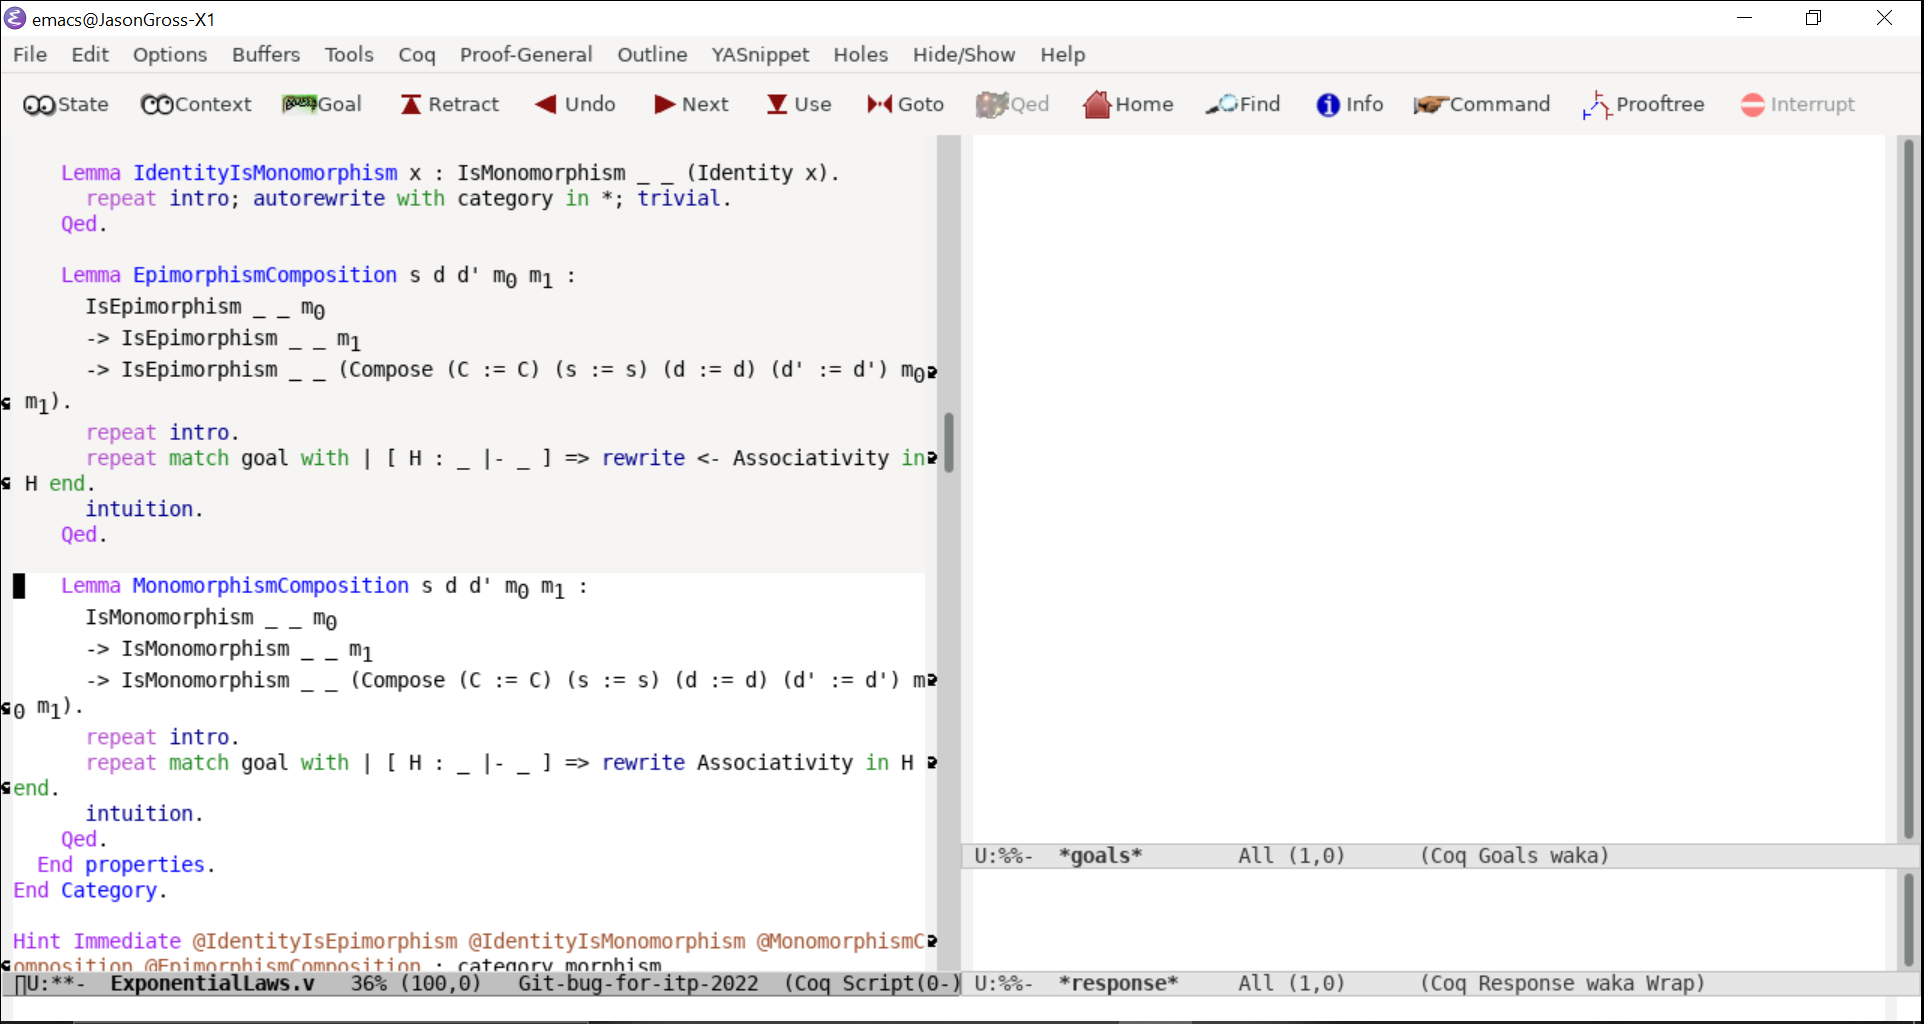 emacs@JasonGross-X1
File Edit Options Buffers Tools Coq Proof-General Outline YASnippet Holes Hide/Show Help
State Context Goal Retract Undo Next Use Goto Qed Home Find Info Command Prooftree Interrupt
Lemma IdentityIsMonomorphism x : IsMonomorphism _ _ (Identity x).
repeat intro; autorewrite with category in *; trivial.
Qed.
Lemma EpimorphismComposition s d d' m0 m1 :
IsEpimorphism _ _ m0
-> IsEpimorphism _ _ m1
-> IsEpimorphism _ _ (Compose (C := C) (s := s) (d := d) (d' := d') m0
m1).
repeat intro.
repeat match goal with | [ H : _ |- _ ] => rewrite <- Associativity in
H end.
intuition.
Qed.
Lemma MonomorphismComposition s d d' m0 m1 :
IsMonomorphism _ _ m0
-> IsMonomorphism _ _ m1
-> IsMonomorphism _ _ (Compose (C := C) (s := s) (d := d) (d' := d') m
0 m1).
repeat intro.
repeat match goal with | [ H : _ |- _ ] => rewrite Associativity in H
end.
intuition.
Qed.
End properties.
End Category.
Hint Immediate @IdentityIsEpimorphism @IdentityIsMonomorphism @MonomorphismC
omposition @EpimorphismComposition : category morphism
U:**- ExponentialLaws.v 36% (100,0) Git-bug-for-itp-2022 (Coq Script(0-)
U:%%- *goals* All (1,0) (Coq Goals waka)
U:%%- *response* All (1,0) (Coq Response waka Wrap)